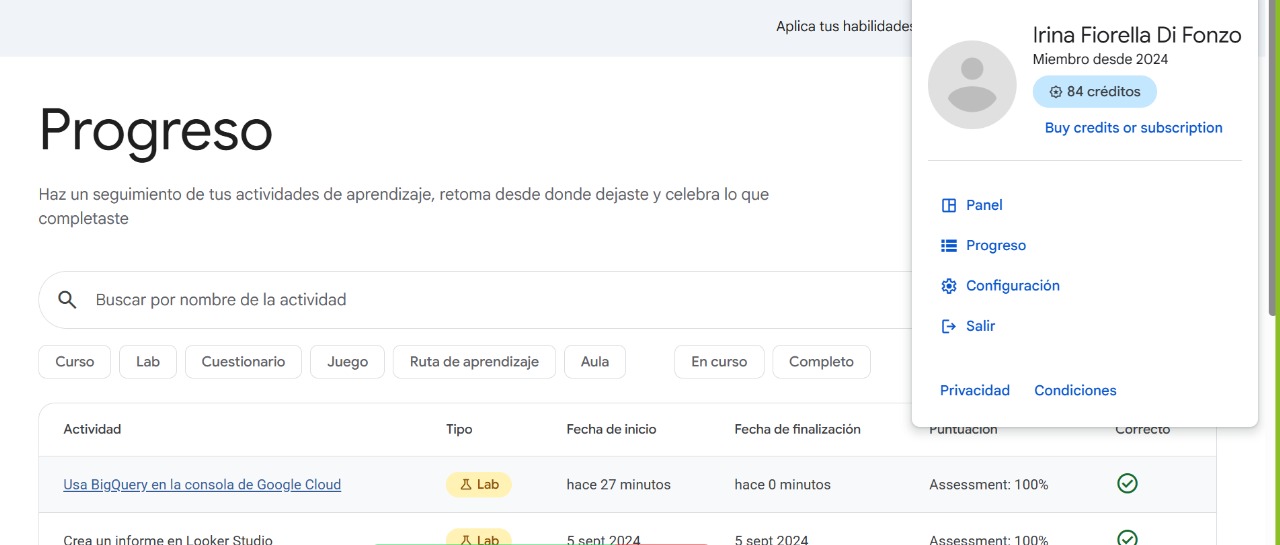 Aplica tus habilidades
Irina Fiorella Di Fonzo
Miembro desde 2024
84 créditos
Buy credits or subscription
Panel
Progreso
Configuración
Salir
Privacidad Condiciones
Progreso
Haz un seguimiento de tus actividades de aprendizaje, retoma desde donde dejaste y celebra lo que
completaste
Buscar por nombre de la actividad
Curso Lab Cuestionario Juego Ruta de aprendizaje Aula En curso Completo
Actividad Tipo Fecha de inicio Fecha de finalización Puntuación Correcto
Usa BigQuery en la consola de Google Cloud Lab hace 27 minutos hace 0 minutos Assessment: 100%
Crea un informe en Looker Studio Lab 5 sept 2024 5 sept 2024 Assessment: 100%